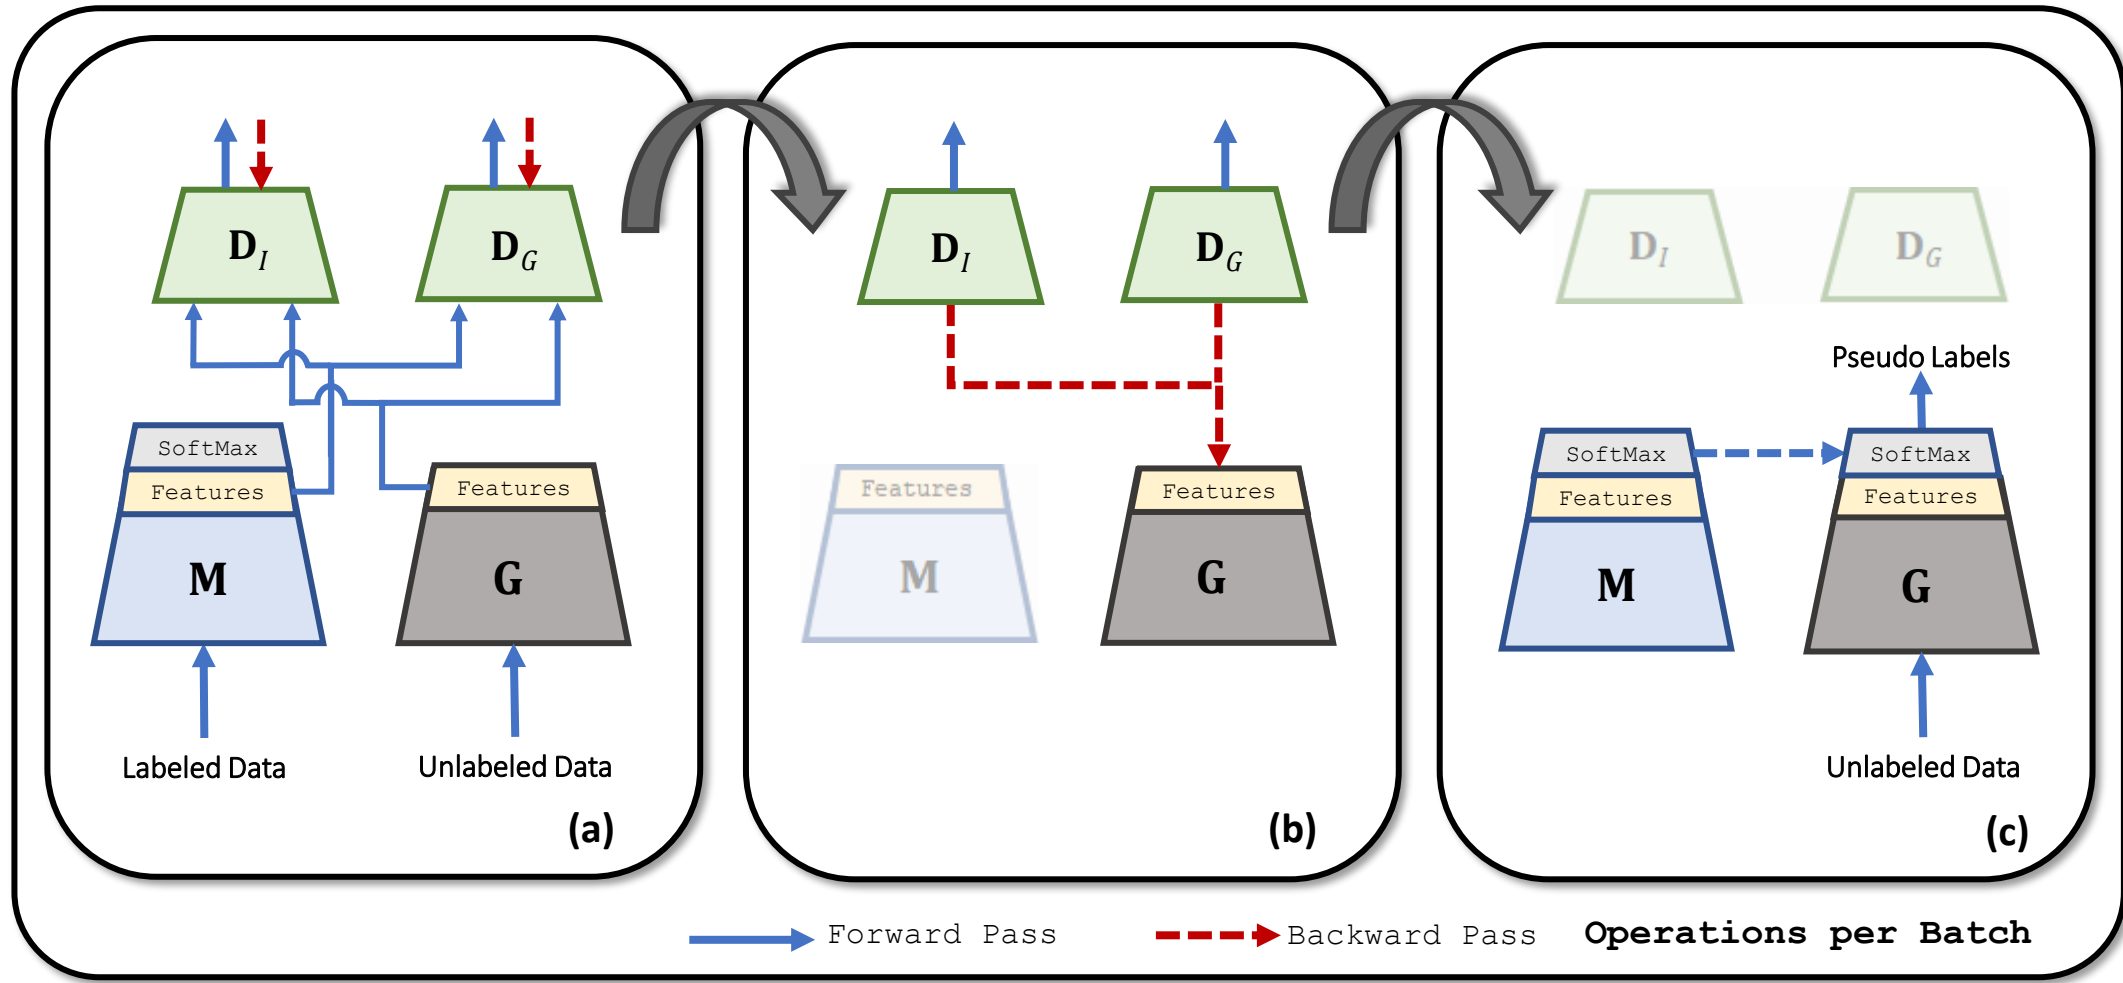 D_I
D_G
SoftMax
Features
M
Features
G
Labeled Data
Unlabeled Data
(a)
D_I
D_G
Features
M
Features
G
(b)
D_I
D_G
Pseudo Labels
SoftMax
Features
M
SoftMax
Features
G
Unlabeled Data
(c)
Forward Pass
Backward Pass
Operations per Batch